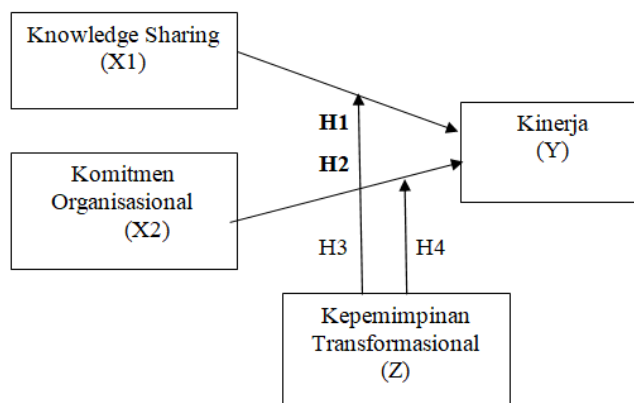 Knowledge Sharing
(X1)
H1
Kinerja
(Y)
H2
Komitmen
Organisasional
(X2)
H3
H4
Kepemimpinan
Transformasional
(Z)